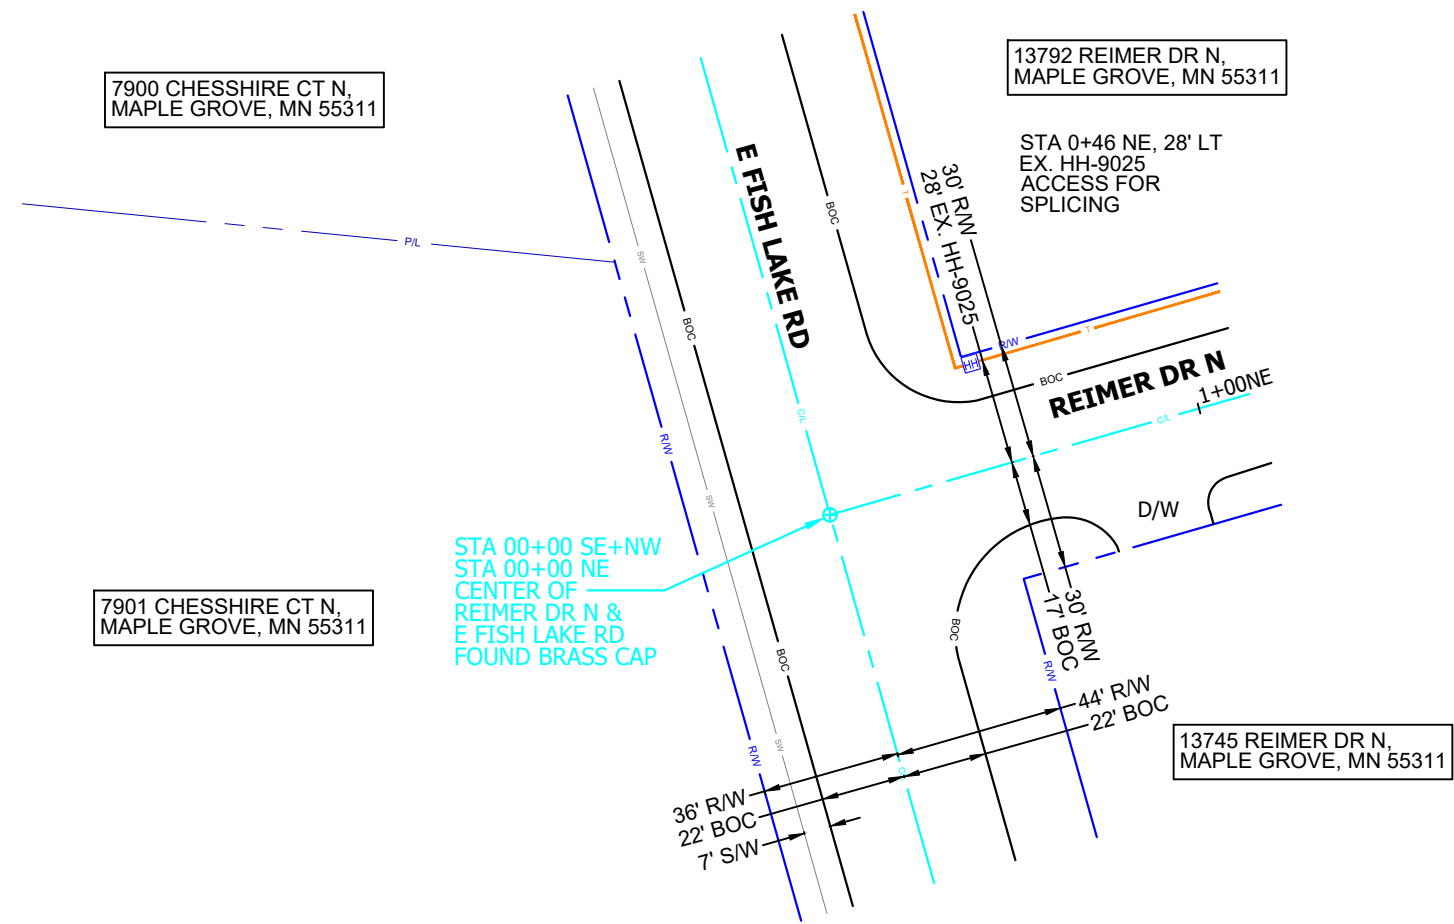 7900 CHESSHIRE CT N,
MAPLE GROVE, MN 55311
13792 REIMER DR N,
MAPLE GROVE, MN 55311
STA 0+46 NE, 28' LT
EX. HH-9025
ACCESS FOR
SPLICING
E FISH LAKE RD
30' R/W
28' EX. HH-9025
T
BOC
P/L
SW
BOC
R/W
T
HH
BOC
REIMER DR N
1+00NE
C/L
C/L
R/W
SW
D/W
STA 00+00 SE+NW
STA 00+00 NE
CENTER OF
REIMER DR N &
E FISH LAKE RD
FOUND BRASS CAP
7901 CHESSHIRE CT N,
MAPLE GROVE, MN 55311
BOC
BOC
30' R/W
17' BOC
R/W
44' R/W
22' BOC
13745 REIMER DR N,
MAPLE GROVE, MN 55311
R/W
SW
C/
36' R/W
22' BOC
7' S/W